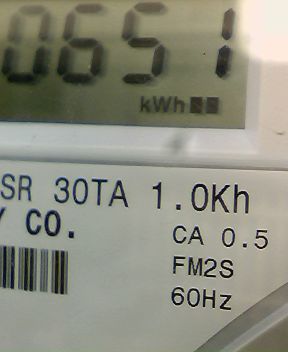 0651
kWh
SR 30TA 1.0Kh
Y CO.
CA 0.5
FM2S
60Hz